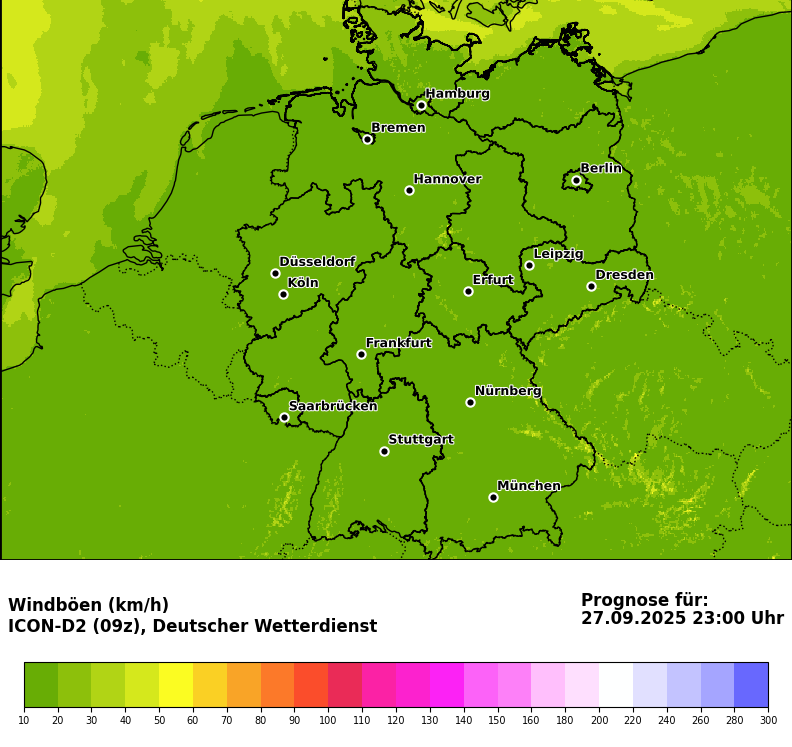 Hamburg
Bremen
Berlin
Hannover
Leipzig
Düsseldorf
Dresden
Köln
Erfurt
Frankfurt
Nürnberg
Saarbrücken
Stuttgart
München
Windböen (km/h)
ICON-D2 (09z), Deutscher Wetterdienst
Prognose für:
27.09.2025 23:00 Uhr
10 20 30 40 50 60 70 80 90 100 110 120 130 140 150 160 180 200 220 240 260 280 300